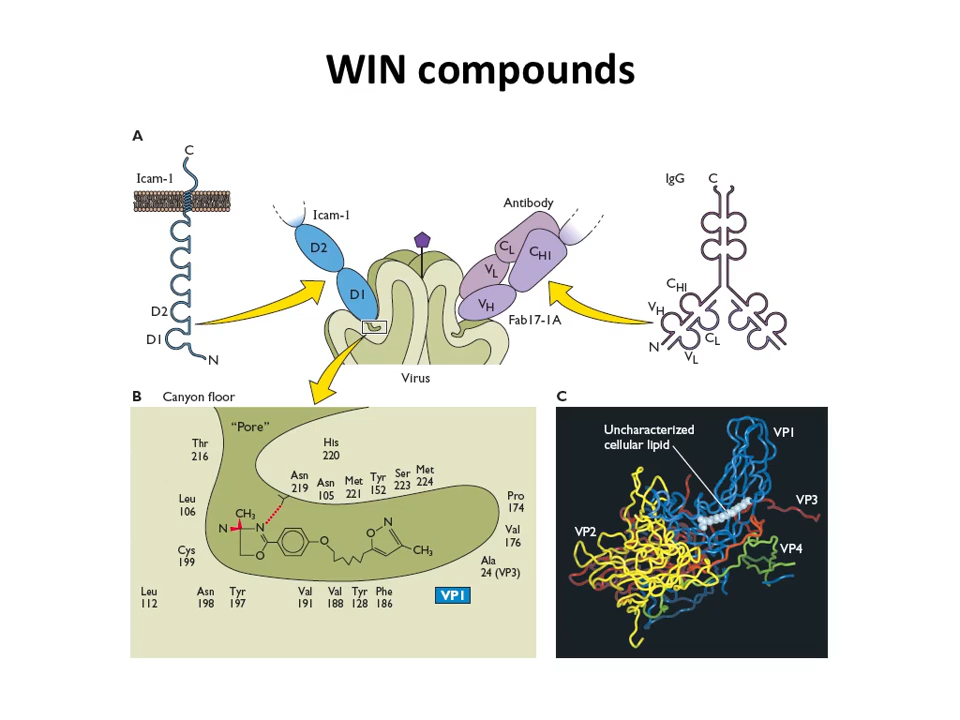 WIN compounds
A
C
Icam-1
D2
D1
N
Icam-1
D2
D1
Antibody
CL
CH1
VL
VH
Fab17-1A
Virus
IgG
C
CH1
VH
N
CL
VL
B Canyon floor
"Pore"
Thr
216
His
220
Asn
219
Asn
105
Met
221
Tyr
152
Ser
223
Met
224
Pro
174
Leu
106
CH3
N
N
O
O
O
N
CH3
Val
176
Cys
199
Ala
24 (VP3)
Leu
112
Asn
198
Tyr
197
Val
191
Val
188
Tyr
128
Phe
186
VP1
C
Uncharacterized
cellular lipid
VP1
VP3
VP2
VP4